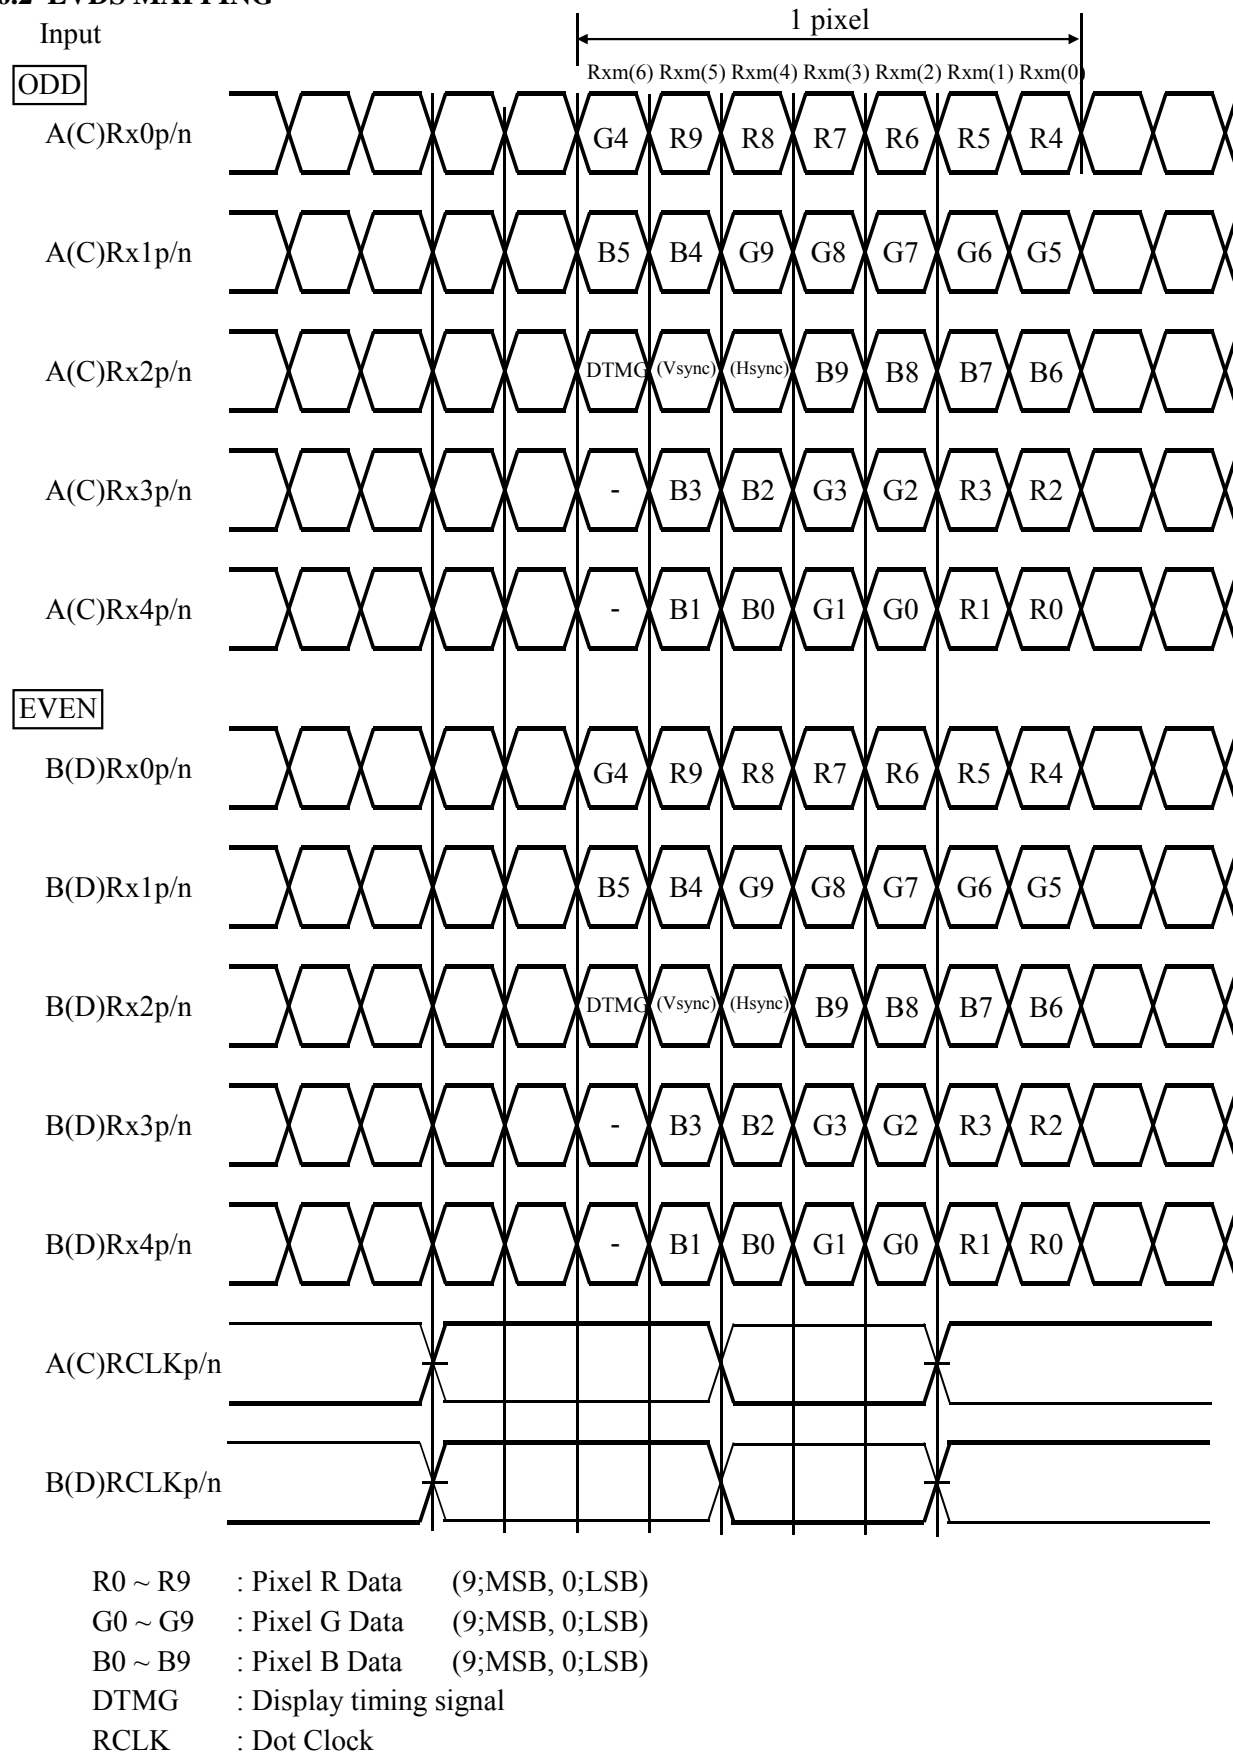 LVDS MAPPING
Input
1 pixel
ODD
Rxm(6) Rxm(5) Rxm(4) Rxm(3) Rxm(2) Rxm(1) Rxm(0)
A(C)Rx0p/n G4 R9 R8 R7 R6 R5 R4
A(C)Rx1p/n B5 B4 G9 G8 G7 G6 G5
A(C)Rx2p/n DTMG (Vsync) (Hsync) B9 B8 B7 B6
A(C)Rx3p/n - B3 B2 G3 G2 R3 R2
A(C)Rx4p/n - B1 B0 G1 G0 R1 R0
EVEN
B(D)Rx0p/n G4 R9 R8 R7 R6 R5 R4
B(D)Rx1p/n B5 B4 G9 G8 G7 G6 G5
B(D)Rx2p/n DTMG (Vsync) (Hsync) B9 B8 B7 B6
B(D)Rx3p/n - B3 B2 G3 G2 R3 R2
B(D)Rx4p/n - B1 B0 G1 G0 R1 R0
A(C)RCLKp/n
B(D)RCLKp/n
R0 ~ R9 : Pixel R Data (9;MSB, 0;LSB)
G0 ~ G9 : Pixel G Data (9;MSB, 0;LSB)
B0 ~ B9 : Pixel B Data (9;MSB, 0;LSB)
DTMG : Display timing signal
RCLK : Dot Clock